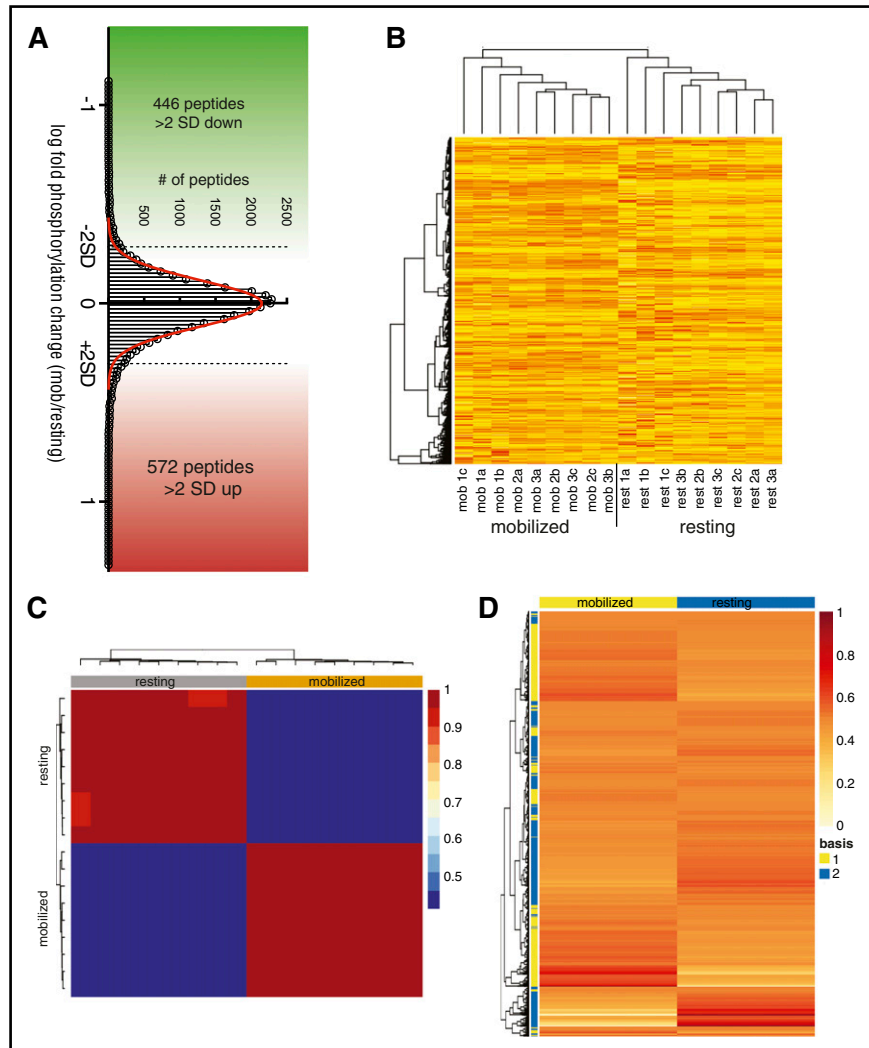 A
446 peptides
>2 SD down
# of peptides
500
1000
1500
2000
2500
-1
-2SD
0
+2SD
1
log fold phosphorylation change (mob/resting)
572 peptides
>2 SD up
B
mob 1c
mob 1a
mob 1b
mob 2a
mob 3a
mob 2b
mob 3c
mob 2c
mob 3b
rest 1a
rest 1b
rest 1c
rest 3b
rest 2b
rest 3c
rest 2c
rest 2a
rest 3a
mobilized
resting
C
resting
mobilized
resting
mobilized
1
0.9
0.8
0.7
0.6
0.5
D
mobilized
resting
1
0.8
0.6
0.4
0.2
0
basis
1
2